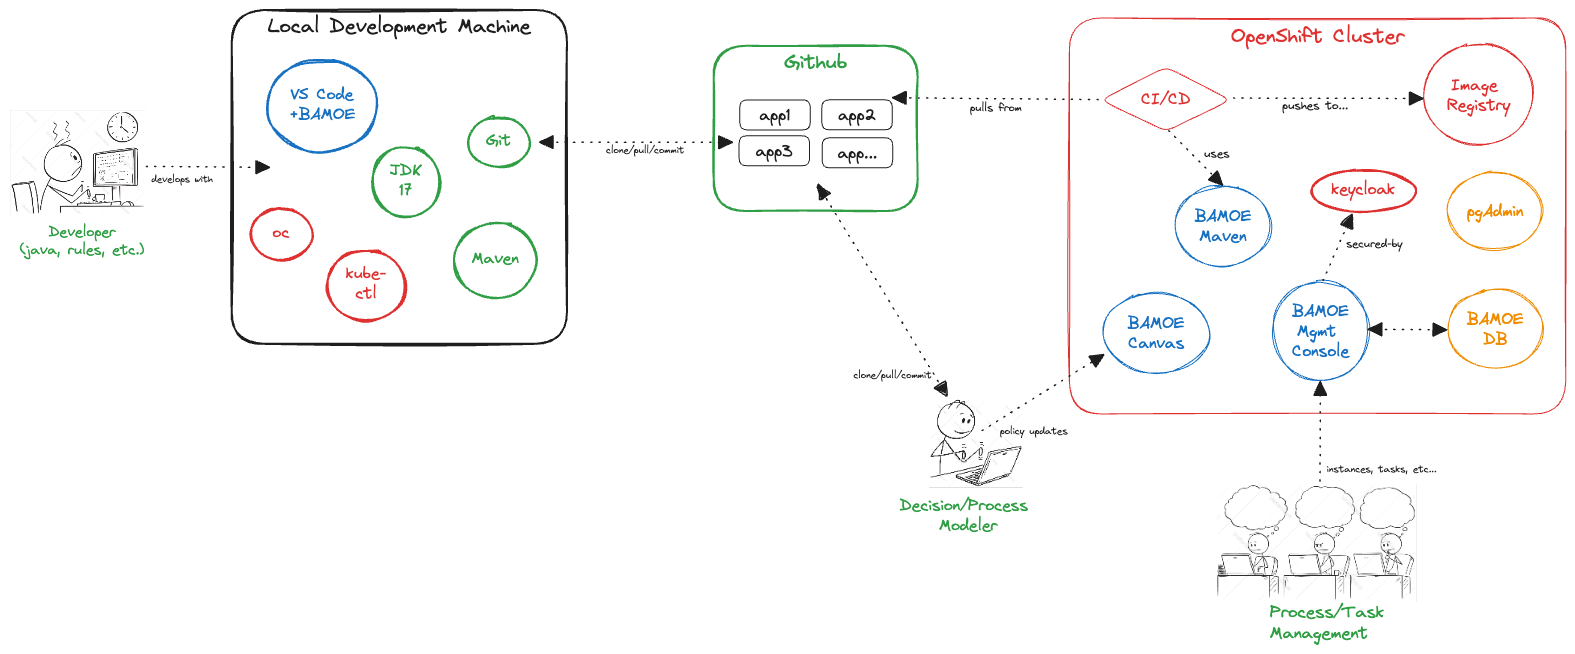 Local Development Machine
VS Code
+BAMOE
Git
JDK
17
oc
kube-
ctl
Maven
develops with
Developer
(java, rules, etc.)
clone/pull/commit
Github
app1
app2
app3
app...
pulls from
clone/pull/commit
policy updates
Decision/Process
Modeler
OpenShift Cluster
CI/CD
pushes to...
Image
Registry
uses
BAMOE
Maven
keycloak
pgAdmin
secured-by
BAMOE
Canvas
BAMOE
Mgmt
Console
BAMOE
DB
instances, tasks, etc...
Process/Task
Management